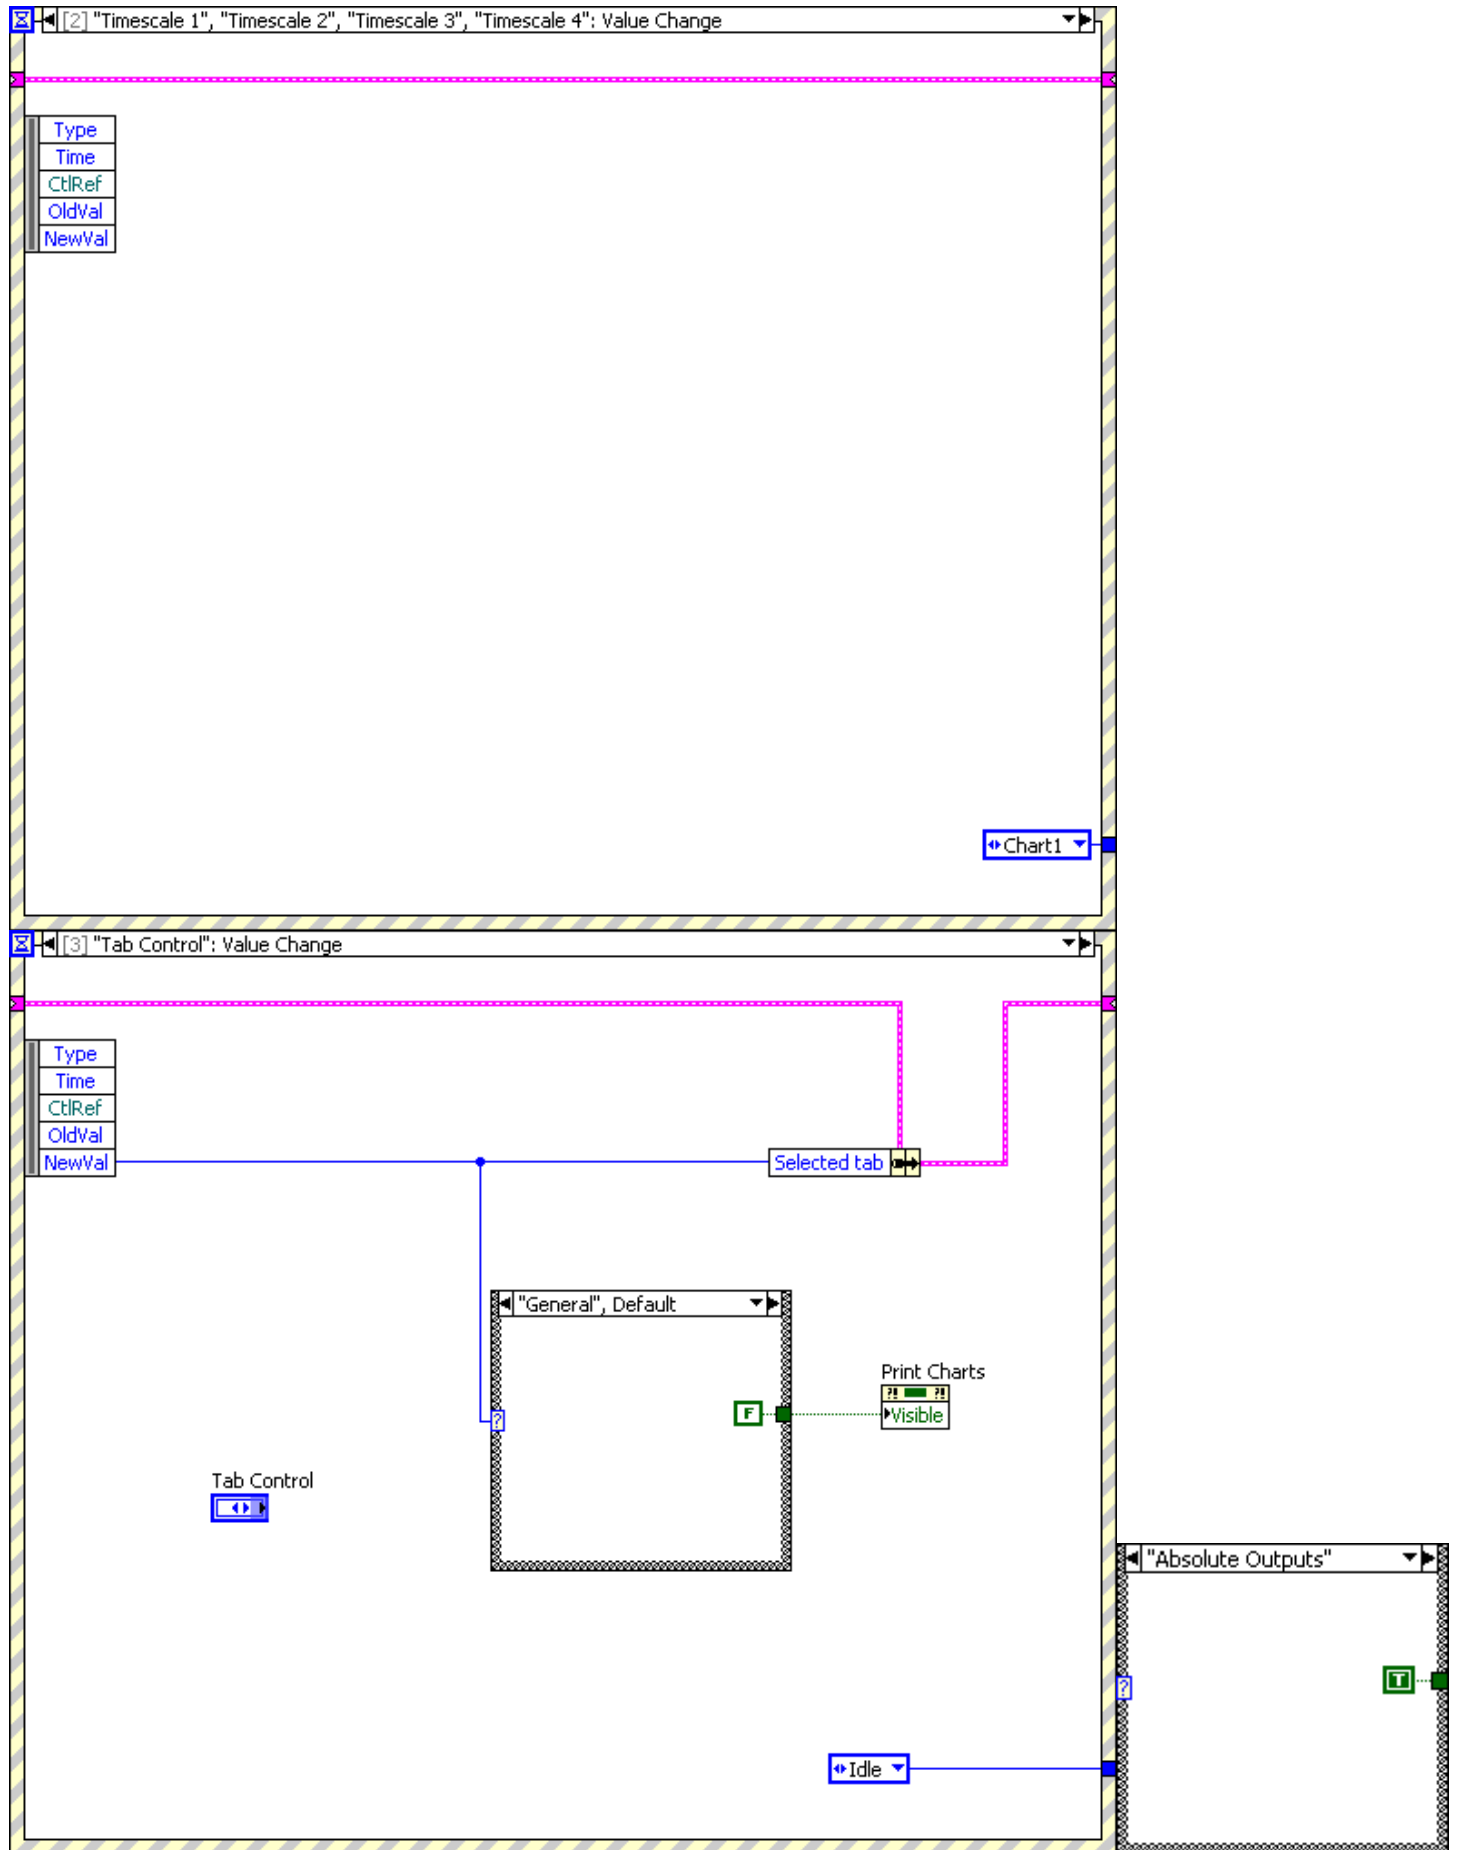 [2] "Timescale 1", "Timescale 2", "Timescale 3", "Timescale 4": Value Change
Type
Time
CtlRef
OldVal
NewVal
Chart1
[3] "Tab Control": Value Change
Type
Time
CtlRef
OldVal
NewVal
Selected tab
"General", Default
Print Charts
?! ?!
F
Visible
?
Tab Control
"Absolute Outputs"
T
?
Idle